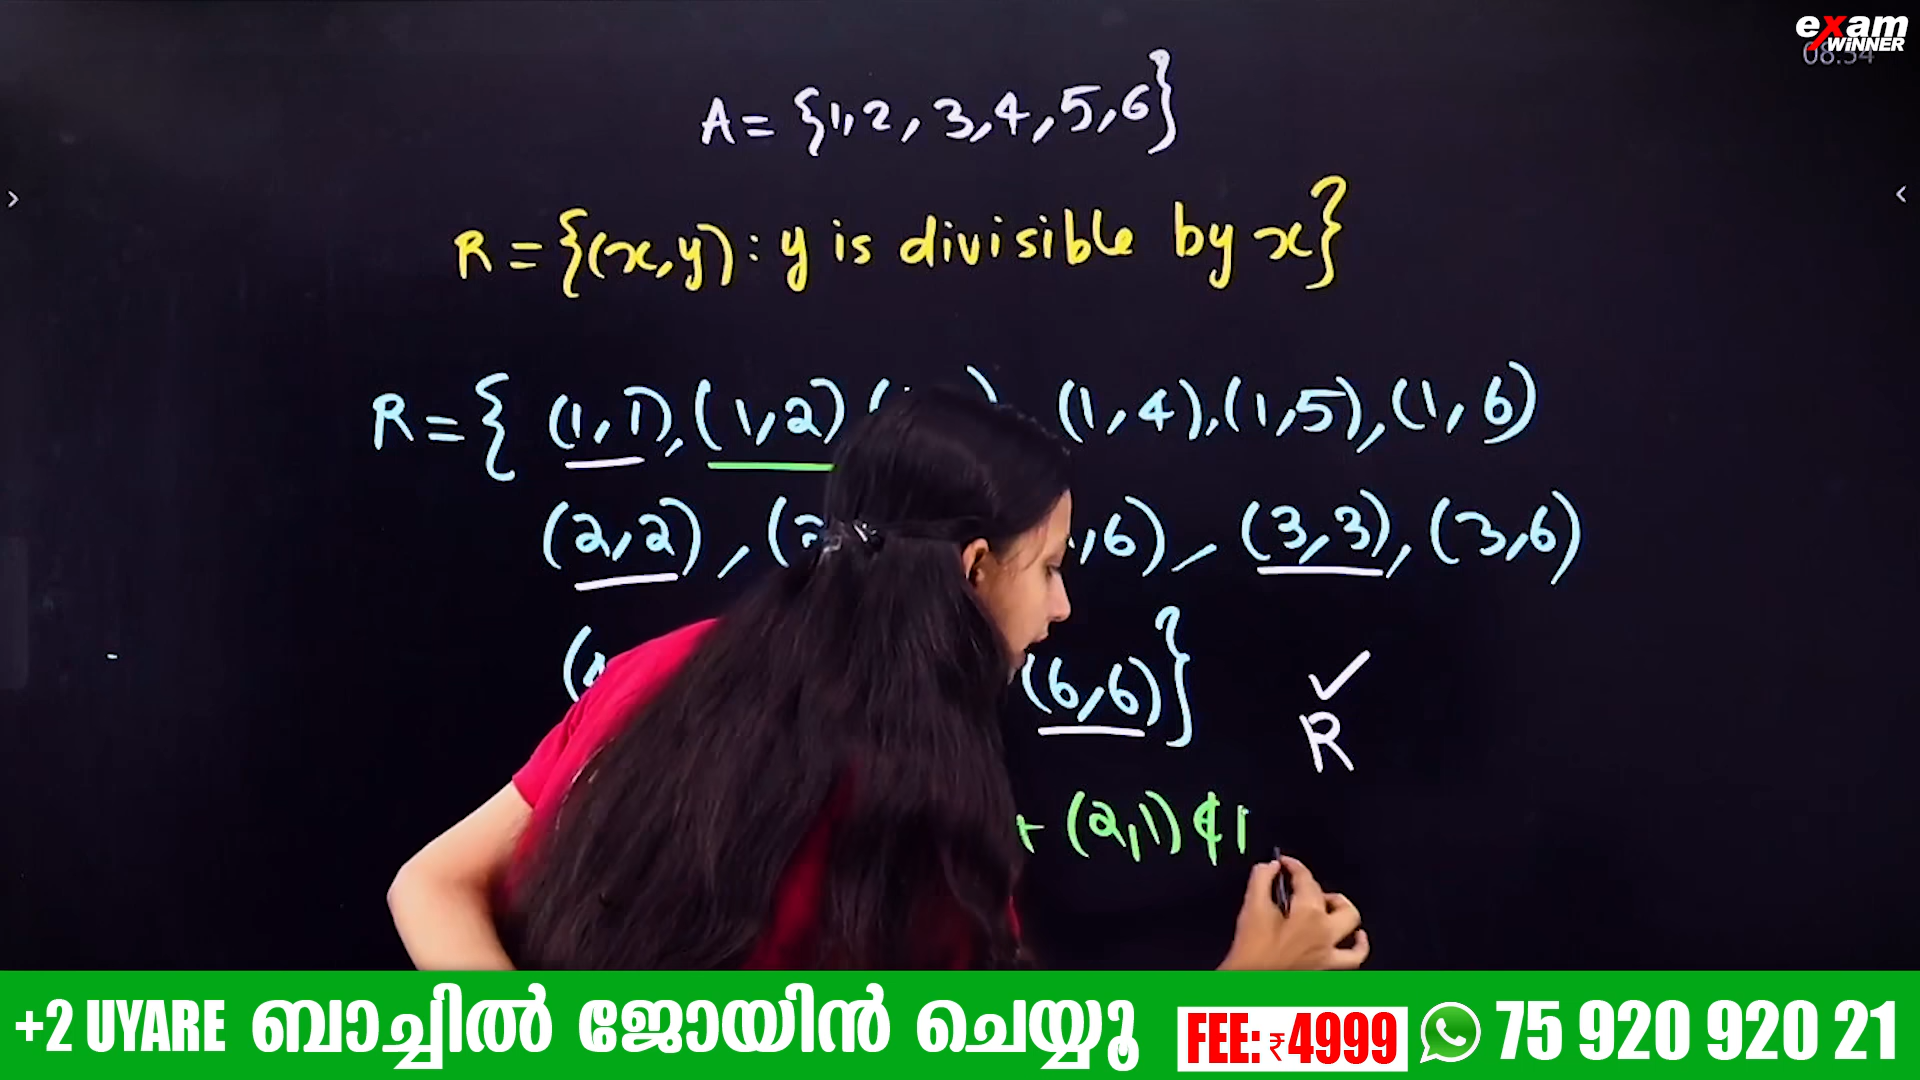 exam
WINNER
08:54
A = {1,2, 3,4,5,6}
R = {(x,y) : y is divisible by x}
R = { (1,1), (1,2) (1,4),(1,5),(1,6)
(2,2) , ( ,6) , (3,3), (3,6)
( (6,6)}
✓
R
(2,1) ∉
+2 UYARE ബാച്ചിൽ ജോയിൻ ചെയ്യൂ FEE: ₹4999 75 920 920 21